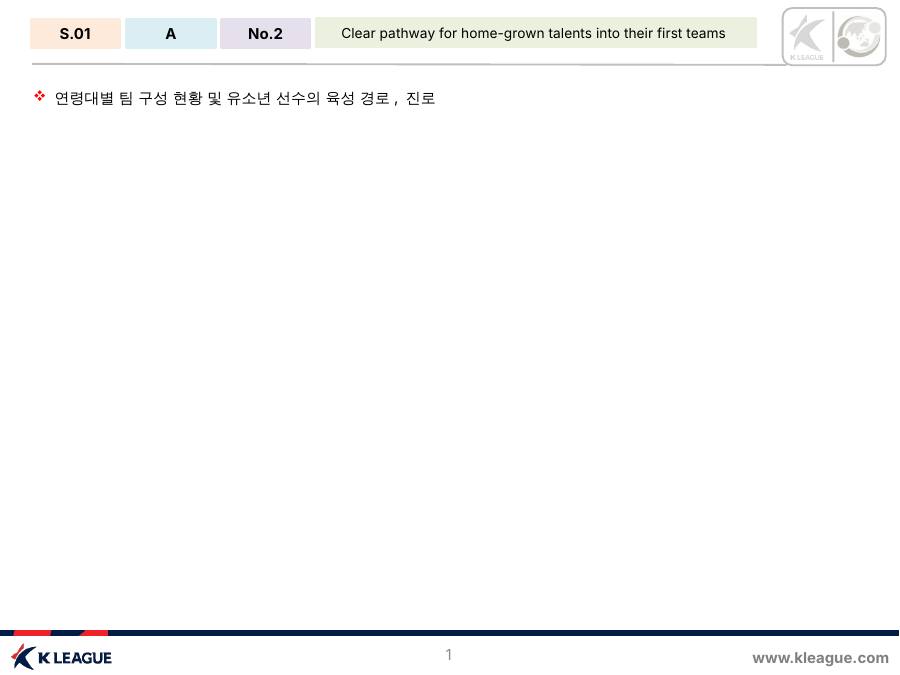 S.01 A No.2 Clear pathway for home-grown talents into their first teams
K LEAGUE
❖ 연령대별 팀 구성 현황 및 유소년 선수의 육성 경로 , 진로
K LEAGUE 1 www.kleague.com